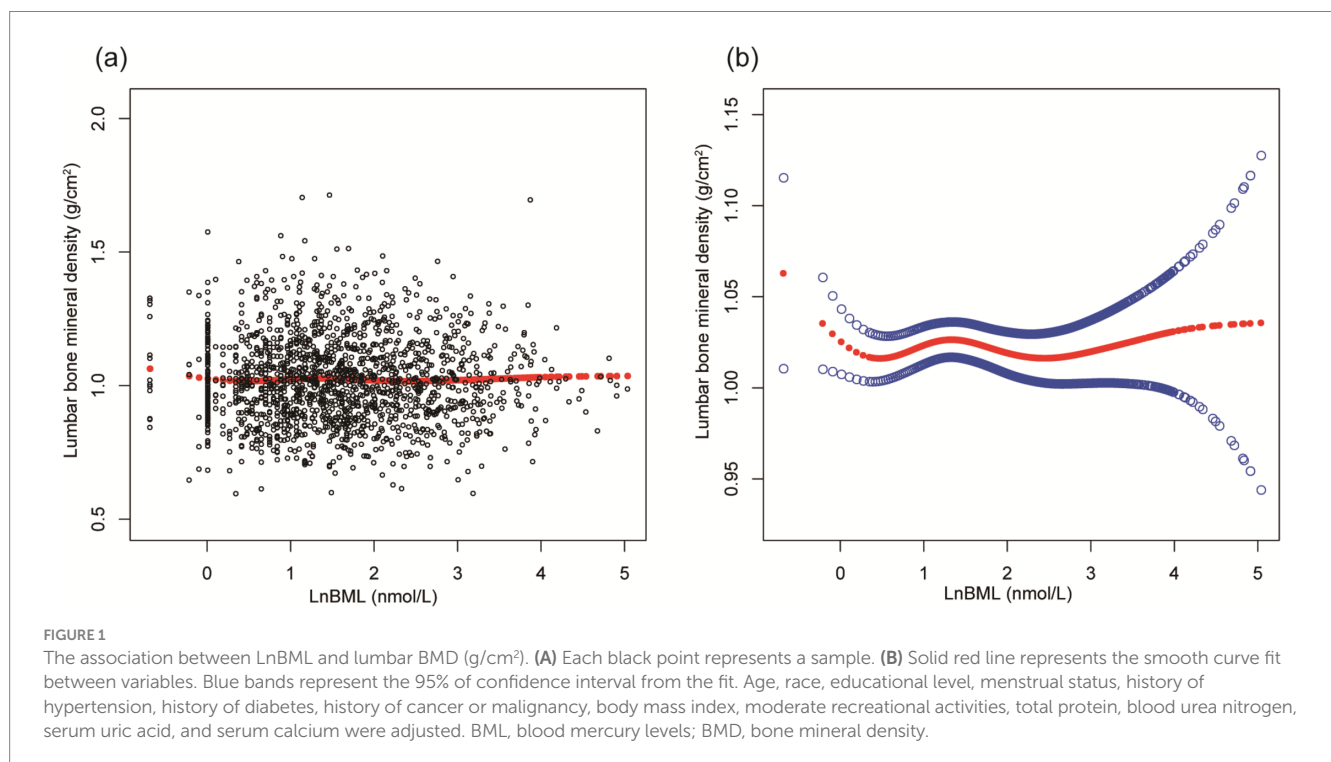 (a)
Lumbar bone mineral density (g/cm²)
2.0
1.5
1.0
0.5
0 1 2 3 4 5
LnBML (nmol/L)
(b)
Lumbar bone mineral density (g/cm²)
1.15
1.10
1.05
1.00
0.95
0 1 2 3 4 5
LnBML (nmol/L)
FIGURE 1
The association between LnBML and lumbar BMD (g/cm²). (A) Each black point represents a sample. (B) Solid red line represents the smooth curve fit
between variables. Blue bands represent the 95% of confidence interval from the fit. Age, race, educational level, menstrual status, history of
hypertension, history of diabetes, history of cancer or malignancy, body mass index, moderate recreational activities, total protein, blood urea nitrogen,
serum uric acid, and serum calcium were adjusted. BML, blood mercury levels; BMD, bone mineral density.